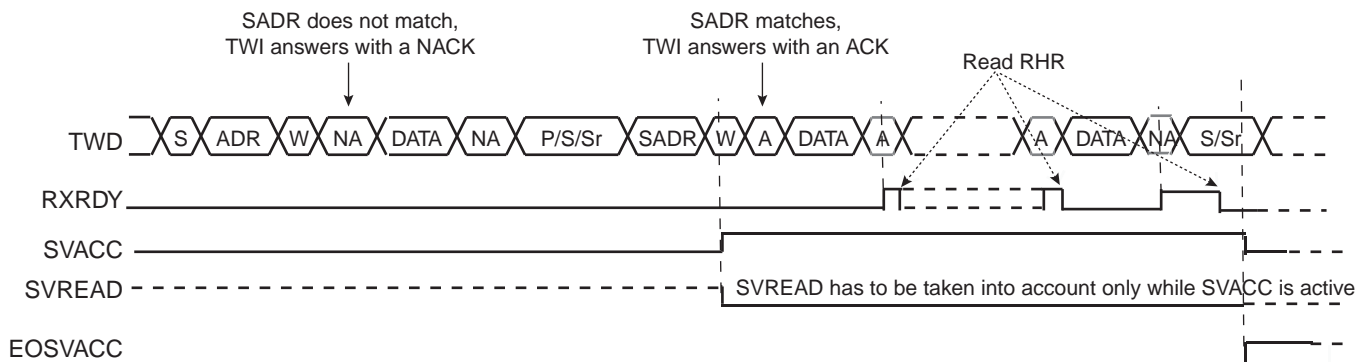 SADR does not match,
TWI answers with a NACK
SADR matches,
TWI answers with an ACK
Read RHR
TWD S ADR W NA DATA NA P/S/Sr SADR W A DATA A A DATA NA S/Sr
RXRDY
SVACC
SVREAD SVREAD has to be taken into account only while SVACC is active
EOSVACC